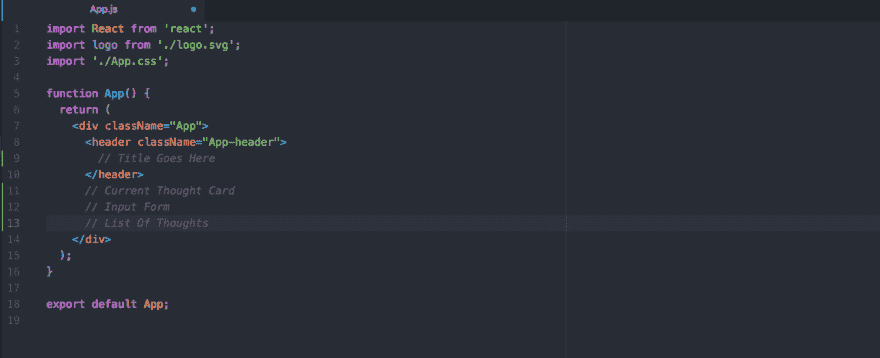 App.js
1 import React from 'react';
2 import logo from './logo.svg';
3 import './App.css';
4
5 function App() {
6   return (
7     <div className="App">
8       <header className="App-header">
9         // Title Goes Here
10       </header>
11       // Current Thought Card
12       // Input Form
13       // List Of Thoughts
14     </div>
15   );
16 }
17
18 export default App;
19